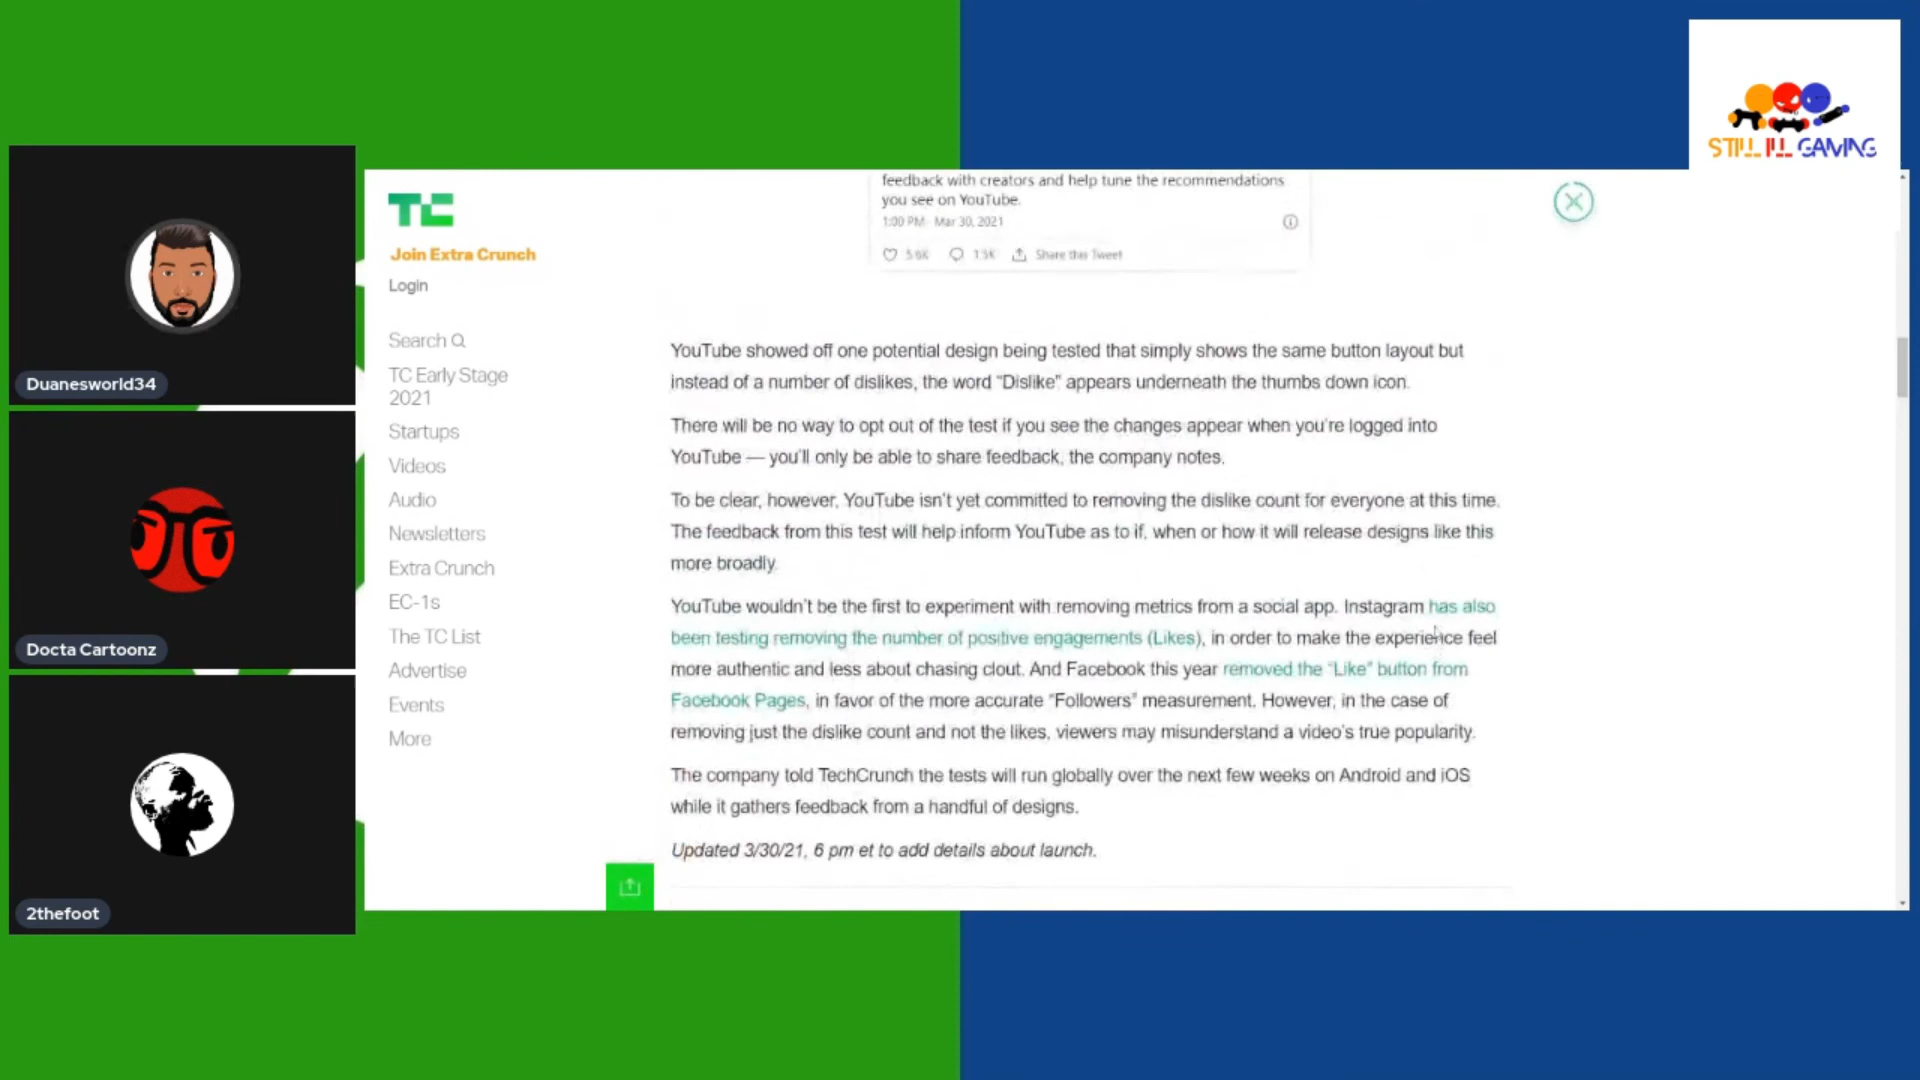 STILL ILL GAMING
Duanesworld34
Docta Cartoonz
2thefoot
TC
Join Extra Crunch
Login
Search
TC Early Stage
2021
Startups
Videos
Audio
Newsletters
Extra Crunch
EC-1s
The TC List
Advertise
Events
More
feedback with creators and help tune the recommendations
you see on YouTube.
1:00 PM · Mar 30, 2021
5.6K 1.5K Share this Tweet
YouTube showed off one potential design being tested that simply shows the same button layout but
instead of a number of dislikes, the word “Dislike” appears underneath the thumbs down icon.
There will be no way to opt out of the test if you see the changes appear when you’re logged into
YouTube — you’ll only be able to share feedback, the company notes.
To be clear, however, YouTube isn’t yet committed to removing the dislike count for everyone at this time.
The feedback from this test will help inform YouTube as to if, when or how it will release designs like this
more broadly.
YouTube wouldn’t be the first to experiment with removing metrics from a social app. Instagram has also
been testing removing the number of positive engagements (Likes), in order to make the experience feel
more authentic and less about chasing clout. And Facebook this year removed the “Like” button from
Facebook Pages, in favor of the more accurate “Followers” measurement. However, in the case of
removing just the dislike count and not the likes, viewers may misunderstand a video’s true popularity.
The company told TechCrunch the tests will run globally over the next few weeks on Android and iOS
while it gathers feedback from a handful of designs.
Updated 3/30/21, 6 pm et to add details about launch.